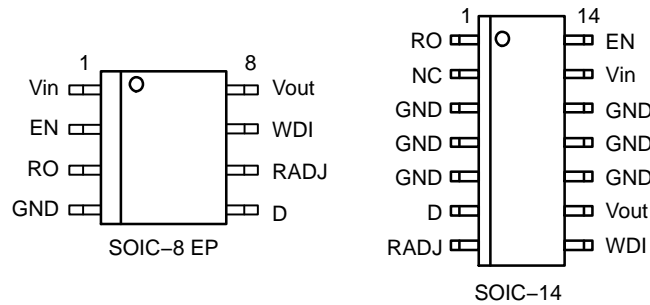 1 8
Vin Vout
EN WDI
RO RADJ
GND D
SOIC–8 EP
1 14
RO EN
NC Vin
GND GND
GND GND
GND GND
D Vout
RADJ WDI
SOIC–14